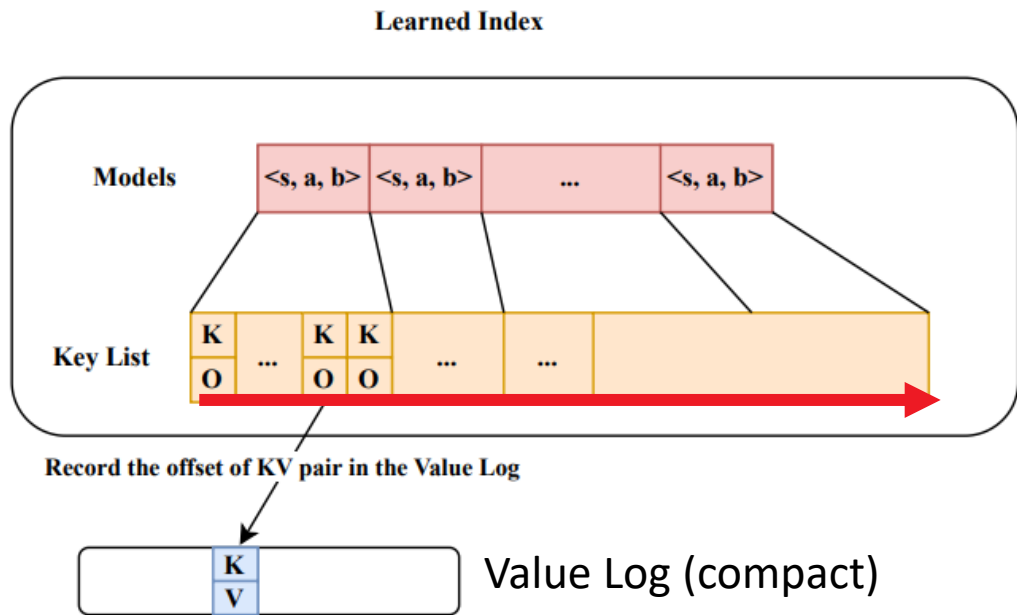 Learned Index
Models <s, a, b> <s, a, b> ... <s, a, b>
K ... K K
Key List ... ...
O O O
Record the offset of KV pair in the Value Log
K
V
Value Log (compact)